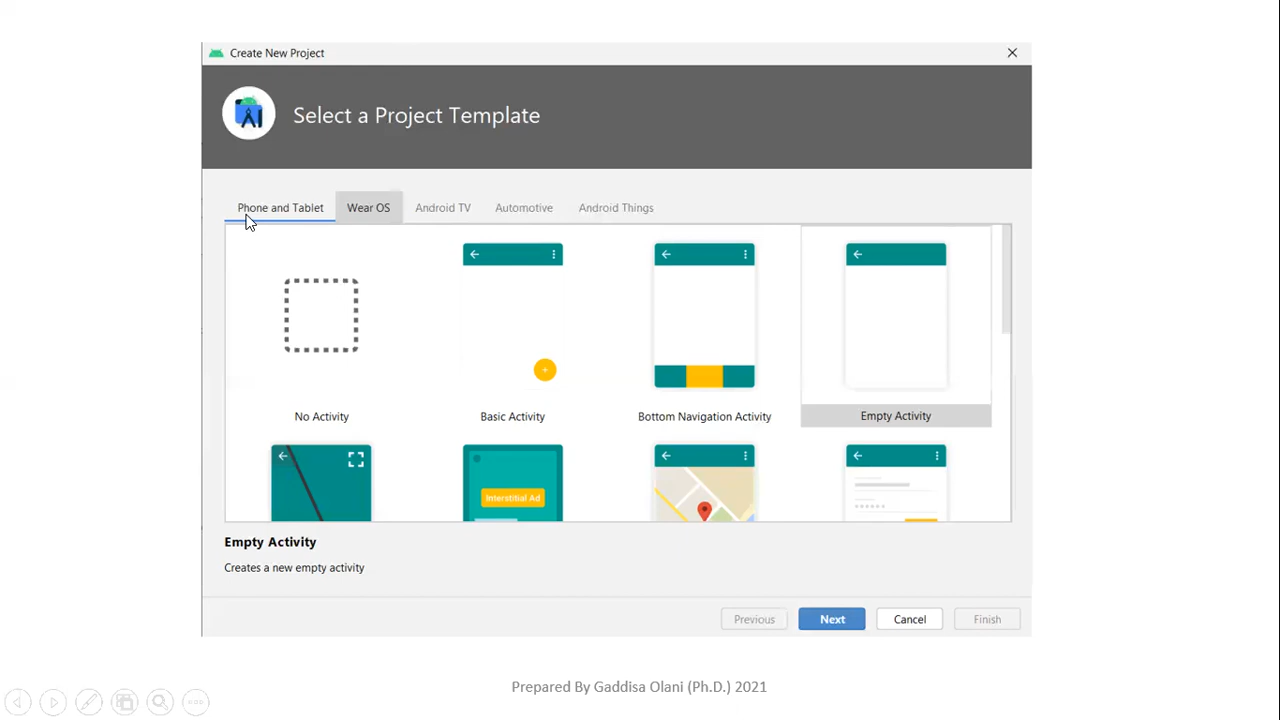 Create New Project
Select a Project Template
Phone and Tablet Wear OS Android TV Automotive Android Things
No Activity Basic Activity Bottom Navigation Activity Empty Activity
Interstitial Ad
Empty Activity
Creates a new empty activity
Previous Next Cancel Finish
Prepared By Gaddisa Olani (Ph.D.) 2021